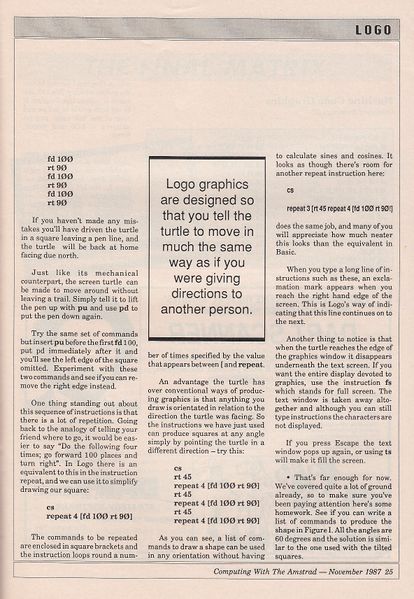 LOGO
fd 100
rt 90
fd 100
rt 90
fd 100
rt 90
If you haven't made any mis-
takes you'll have driven the turtle
in a square leaving a pen line, and
the turtle will be back at home
facing due north.
Just like its mechanical
counterpart, the screen turtle can
be made to move around without
leaving a trail. Simply tell it to lift
the pen up with pu and use pd to
put the pen down again.
Try the same set of commands
but insert pu before the first fd 100,
put pd immediately after it and
you'll see the left edge of the square
omitted. Experiment with these
two commands and see if you can re-
move the right edge instead.
One thing standing out about
this sequence of instructions is that
there is a lot of repetition. Going
back to the analogy of telling your
friend where to go, it would be eas-
ier to say "Do the following four
times; go forward 100 places and
turn right". In Logo there is an
equivalent to this in the instruction
repeat, and we can use it to simplify
drawing our square:
cs
repeat 4 [fd 100 rt 90]
The commands to be repeated
are enclosed in square brackets and
the instruction loops round a num-
Logo graphics
are designed so
that you tell the
turtle to move in
much the same
way as if you
were giving
directions to
another person.
ber of times specified by the value
that appears between [ and repeat.
An advantage the turtle has
over conventional ways of produc-
ing graphics is that anything you
draw is orientated in relation to the
direction the turtle was facing. So
the instructions we have just used
can produce squares at any angle
simply by pointing the turtle in a
different direction – try this:
cs
rt 45
repeat 4 [fd 100 rt 90]
rt 45
repeat 4 [fd 100 rt 90]
rt 45
repeat 4 [fd 100 rt 90]
As you can see, a list of com-
mands to draw a shape can be used
in any orientation without having
to calculate sines and cosines. It
looks as though there's room for
another repeat instruction here:
cs
repeat 3 [rt 45 repeat 4 [fd 100 rt 90]]
does the same job, and many of you
will appreciate how much neater
this looks than the equivalent in
Basic.
When you type a long line of in-
structions such as these, an excla-
mation mark appears when you
reach the right hand edge of the
screen. This is Logo's way of indi-
cating that this line continues on to
the next.
Another thing to notice is that
when the turtle reaches the edge of
the graphics window it disappears
underneath the text screen. If you
want the entire display devoted to
graphics, use the instruction fs
which stands for full screen. The
text window is taken away alto-
gether and although you can still
type instructions the characters are
not displayed.
If you press Escape the text
window pops up again, or using ts
will make it fill the screen.
• That's far enough for now.
We've covered quite a lot of ground
already, so to make sure you've
been paying attention here's some
homework. See if you can write a
list of commands to produce the
shape in Figure I. All the angles are
60 degrees and the solution is simi-
lar to the one used with the tilted
squares.
Computing With The Amstrad — November 1987 25